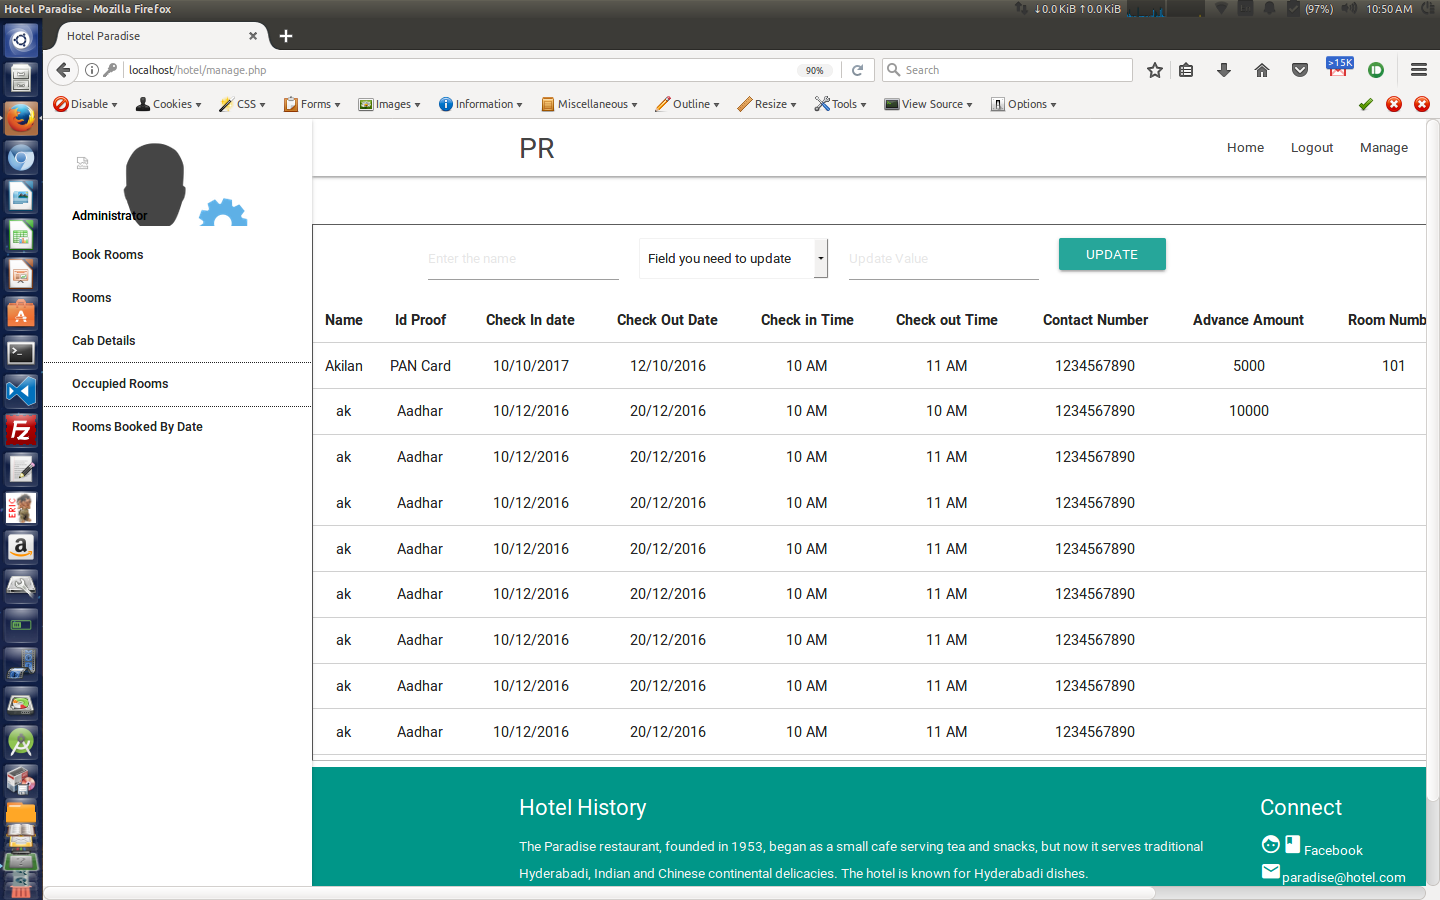 Hotel Paradise - Mozilla Firefox
↓0.0 KiB ↑0.0 KiB (97%) 10:50 AM
Hotel Paradise
localhost/hotel/manage.php 90% Search >15K
Disable Cookies CSS Forms Images Information Miscellaneous Outline Resize Tools View Source Options
PR Home Logout Manage
Administrator
Book Rooms
Rooms
Cab Details
Occupied Rooms
Rooms Booked By Date
Enter the name Field you need to update Update Value UPDATE
Name Id Proof Check In date Check Out Date Check in Time Check out Time Contact Number Advance Amount Room Numb
Akilan PAN Card 10/10/2017 12/10/2016 10 AM 11 AM 1234567890 5000 101
ak Aadhar 10/12/2016 20/12/2016 10 AM 10 AM 1234567890 10000
ak Aadhar 10/12/2016 20/12/2016 10 AM 11 AM 1234567890
ak Aadhar 10/12/2016 20/12/2016 10 AM 11 AM 1234567890
ak Aadhar 10/12/2016 20/12/2016 10 AM 11 AM 1234567890
ak Aadhar 10/12/2016 20/12/2016 10 AM 11 AM 1234567890
ak Aadhar 10/12/2016 20/12/2016 10 AM 11 AM 1234567890
ak Aadhar 10/12/2016 20/12/2016 10 AM 11 AM 1234567890
ak Aadhar 10/12/2016 20/12/2016 10 AM 11 AM 1234567890
Hotel History
The Paradise restaurant, founded in 1953, began as a small cafe serving tea and snacks, but now it serves traditional
Hyderabadi, Indian and Chinese continental delicacies. The hotel is known for Hyderabadi dishes.
Connect
Facebook
paradise@hotel.com